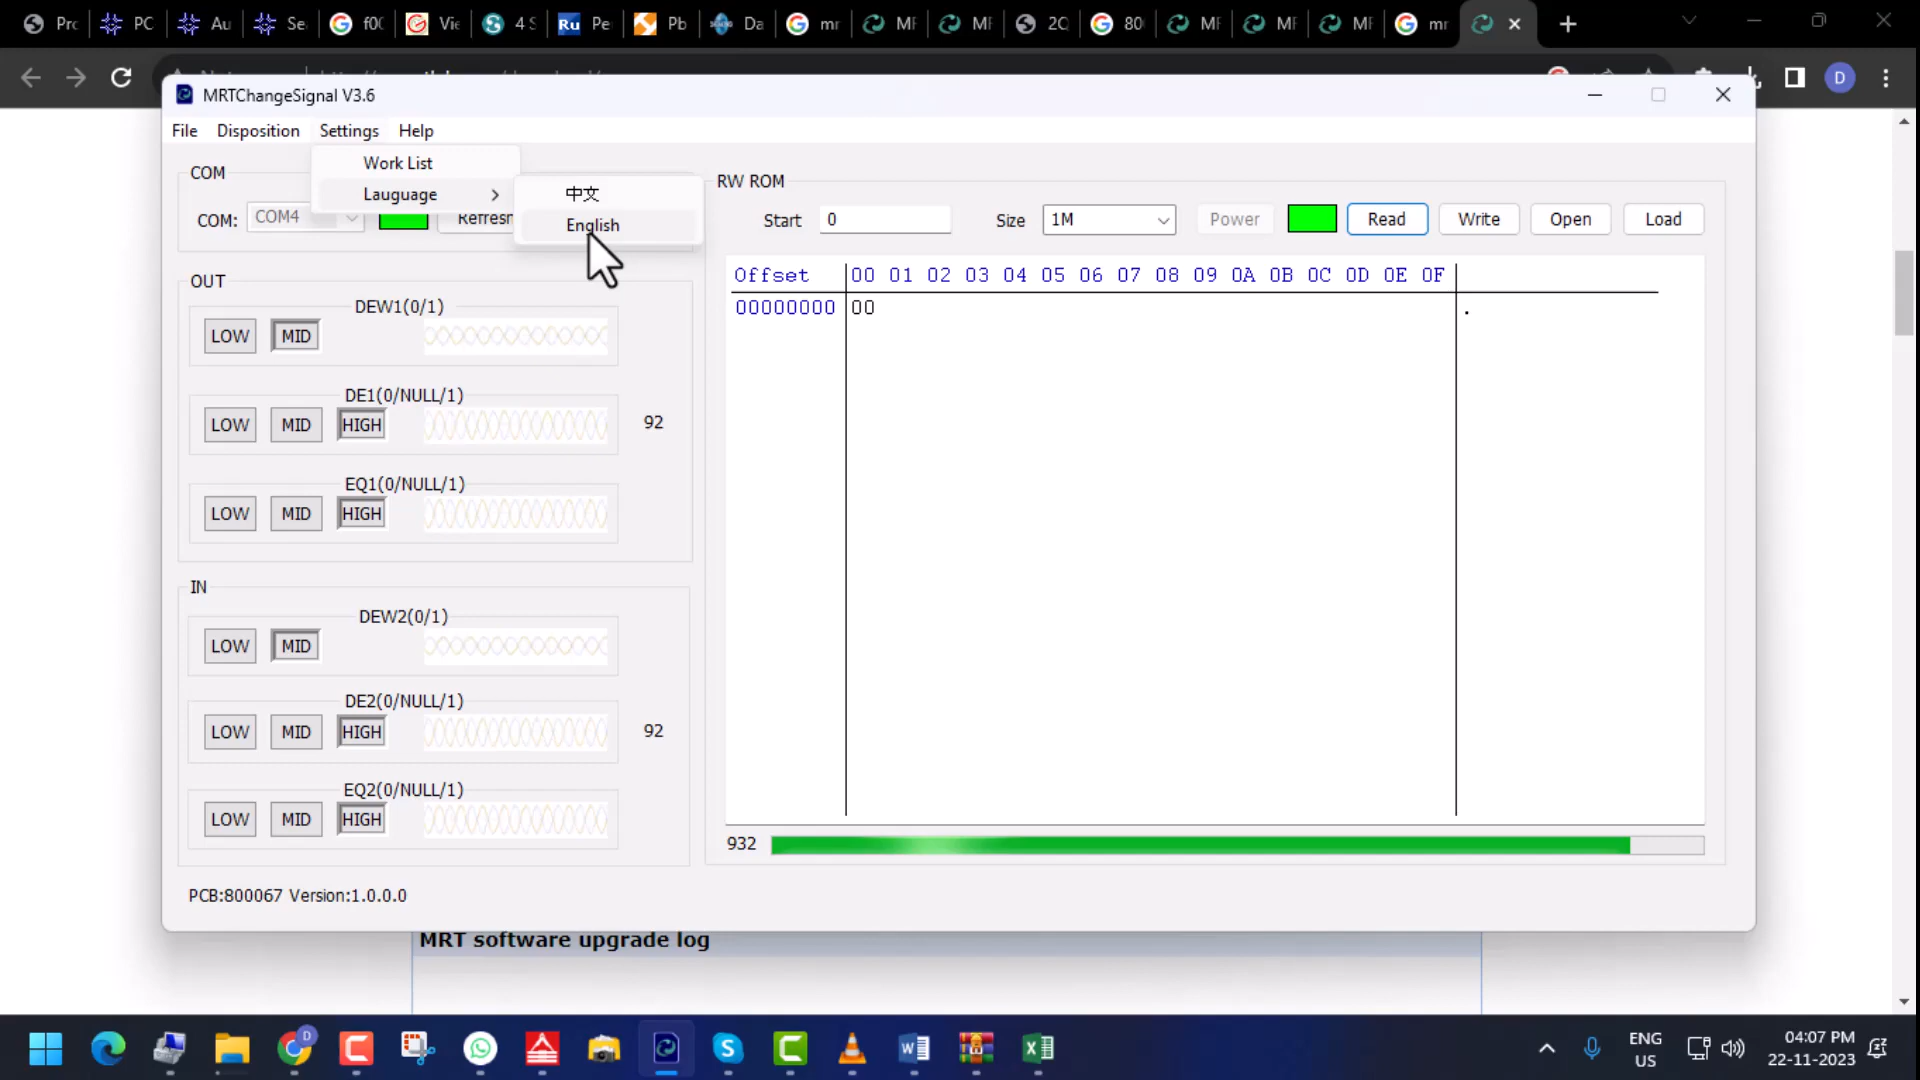 Pro
PC
Au
Se
f00
Vie
4 S
Ru
Pe
Pb
Da
mr
MF
MF
2C
80
MF
MF
MF
mr
D
MRTChangeSignal V3.6
File Disposition Settings Help
Work List
Lauguage
中文
English
COM
COM: COM4 Refresh
OUT
DEW1(0/1)
LOW MID
DE1(0/NULL/1)
LOW MID HIGH 92
EQ1(0/NULL/1)
LOW MID HIGH
IN
DEW2(0/1)
LOW MID
DE2(0/NULL/1)
LOW MID HIGH 92
EQ2(0/NULL/1)
LOW MID HIGH
PCB:800067 Version:1.0.0.0
RW ROM
Start 0 Size 1M Power Read Write Open Load
Offset 00 01 02 03 04 05 06 07 08 09 0A 0B 0C 0D 0E 0F
00000000 00 .
932
MRT software upgrade log
ENG
US
04:07 PM
22-11-2023